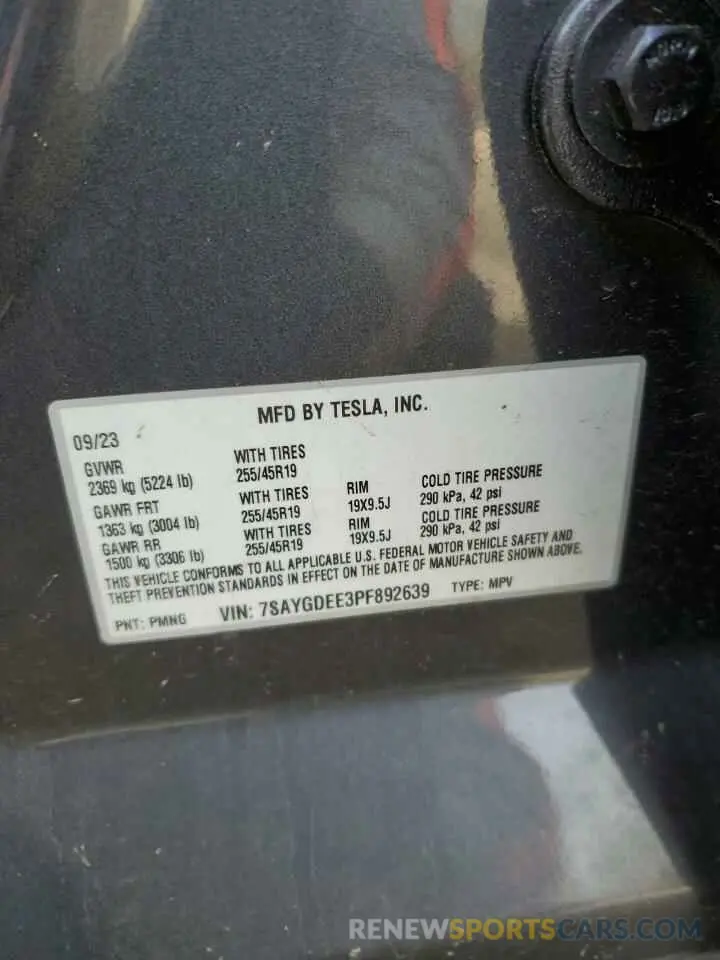 MFD BY TESLA, INC.
09/23
GVWR WITH TIRES
2369 kg (5224 lb) 255/45R19
GAWR FRT WITH TIRES RIM COLD TIRE PRESSURE
1363 kg (3004 lb) 255/45R19 19X9.5J 290 kPa, 42 psi
GAWR RR WITH TIRES RIM COLD TIRE PRESSURE
1500 kg (3306 lb) 255/45R19 19X9.5J 290 kPa, 42 psi
THIS VEHICLE CONFORMS TO ALL APPLICABLE U.S. FEDERAL MOTOR VEHICLE SAFETY AND
THEFT PREVENTION STANDARDS IN EFFECT ON THE DATE OF MANUFACTURE SHOWN ABOVE.
PNT: PMNG VIN: 7SAYGDEE3PF892639 TYPE: MPV
RENEWSPORTSCARS.COM